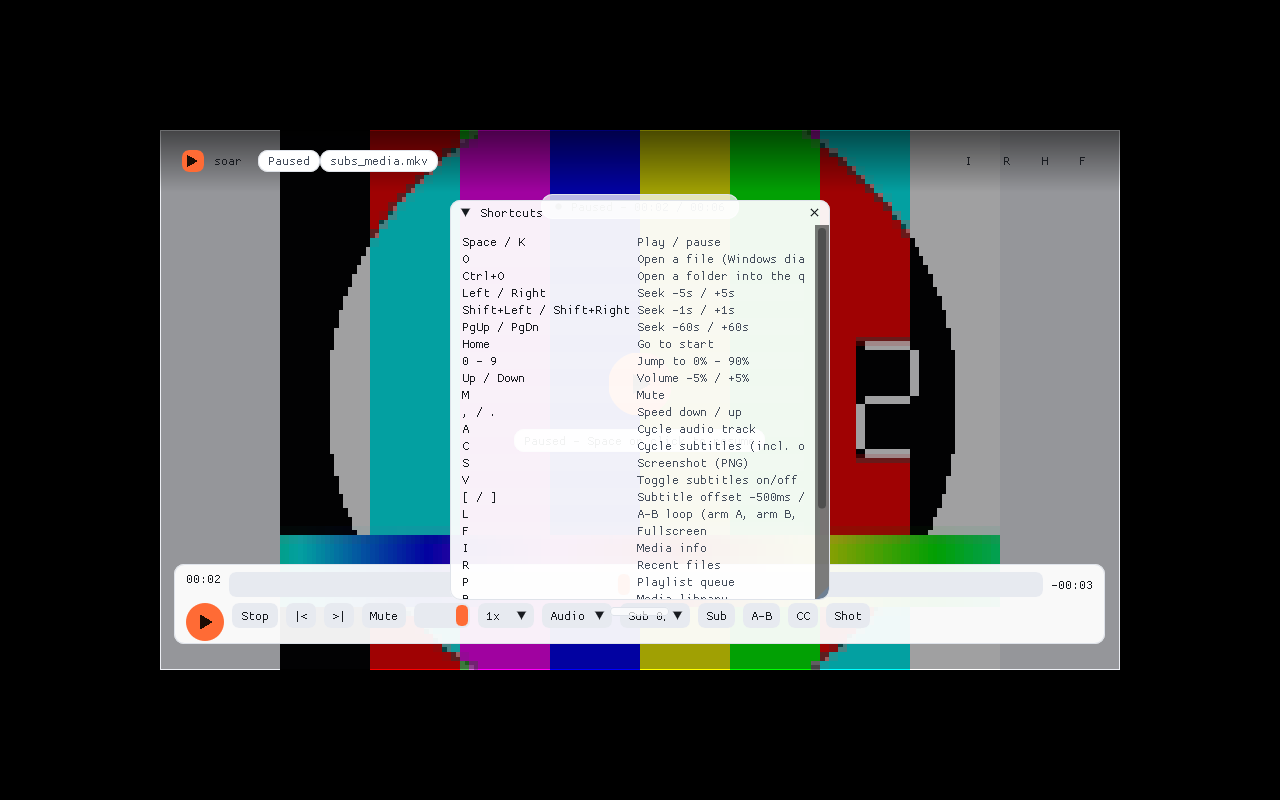 soar Paused subs_media.mkv I R H F
Shortcuts
Space / K Play / pause
O Open a file (Windows dia
Ctrl+O Open a folder into the q
Left / Right Seek -5s / +5s
Shift+Left / Shift+Right Seek -1s / +1s
PgUp / PgDn Seek -60s / +60s
Home Go to start
0 - 9 Jump to 0% - 90%
Up / Down Volume -5% / +5%
M Mute
, / . Speed down / up
A Cycle audio track
C Cycle subtitles (incl. o
S Screenshot (PNG)
V Toggle subtitles on/off
[ / ] Subtitle offset -500ms /
L A-B loop (arm A, arm B,
F Fullscreen
I Media info
R Recent files
P Playlist queue
Media library
00:02 -00:03
Stop |< >| Mute 1x Audio Sub 0, Sub A-B CC Shot